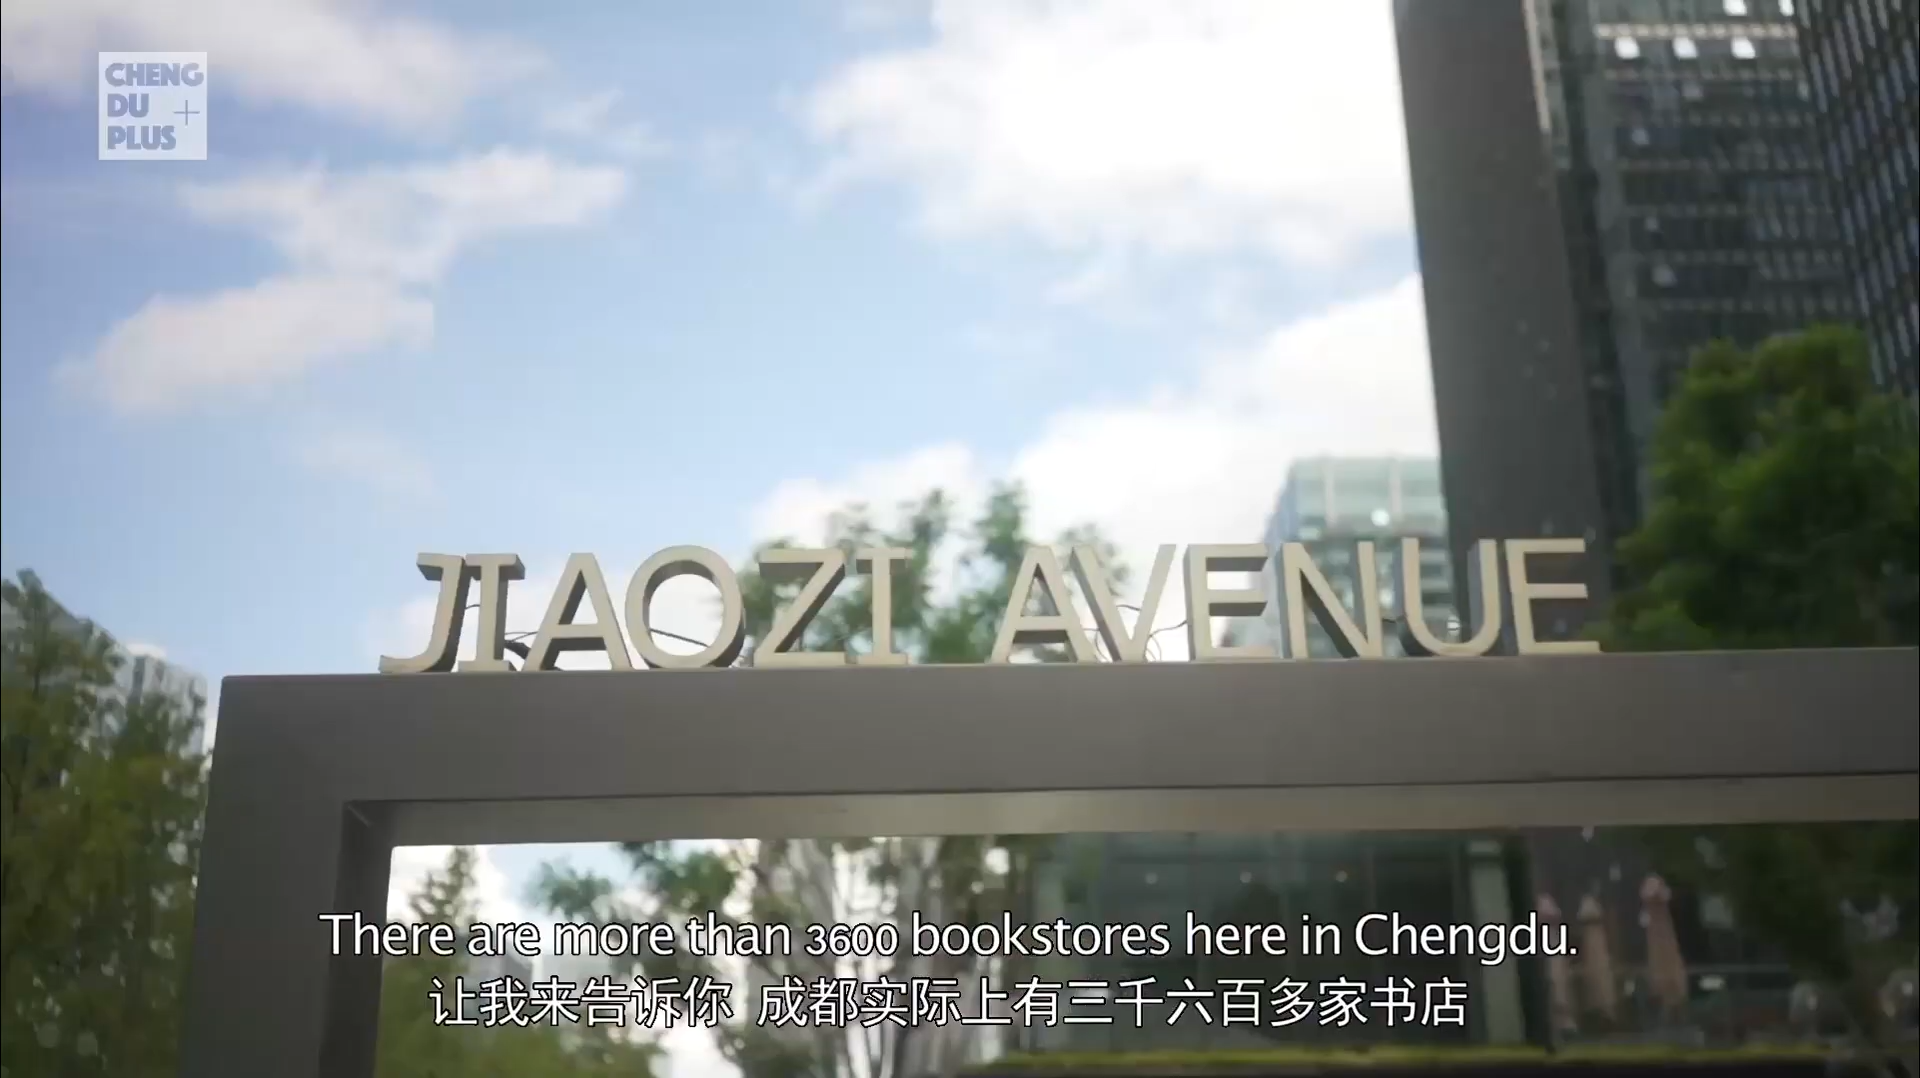 CHENG
DU +
PLUS
JIAOZI AVENUE
There are more than 3600 bookstores here in Chengdu.
让我来告诉你 成都实际上有三千六百多家书店